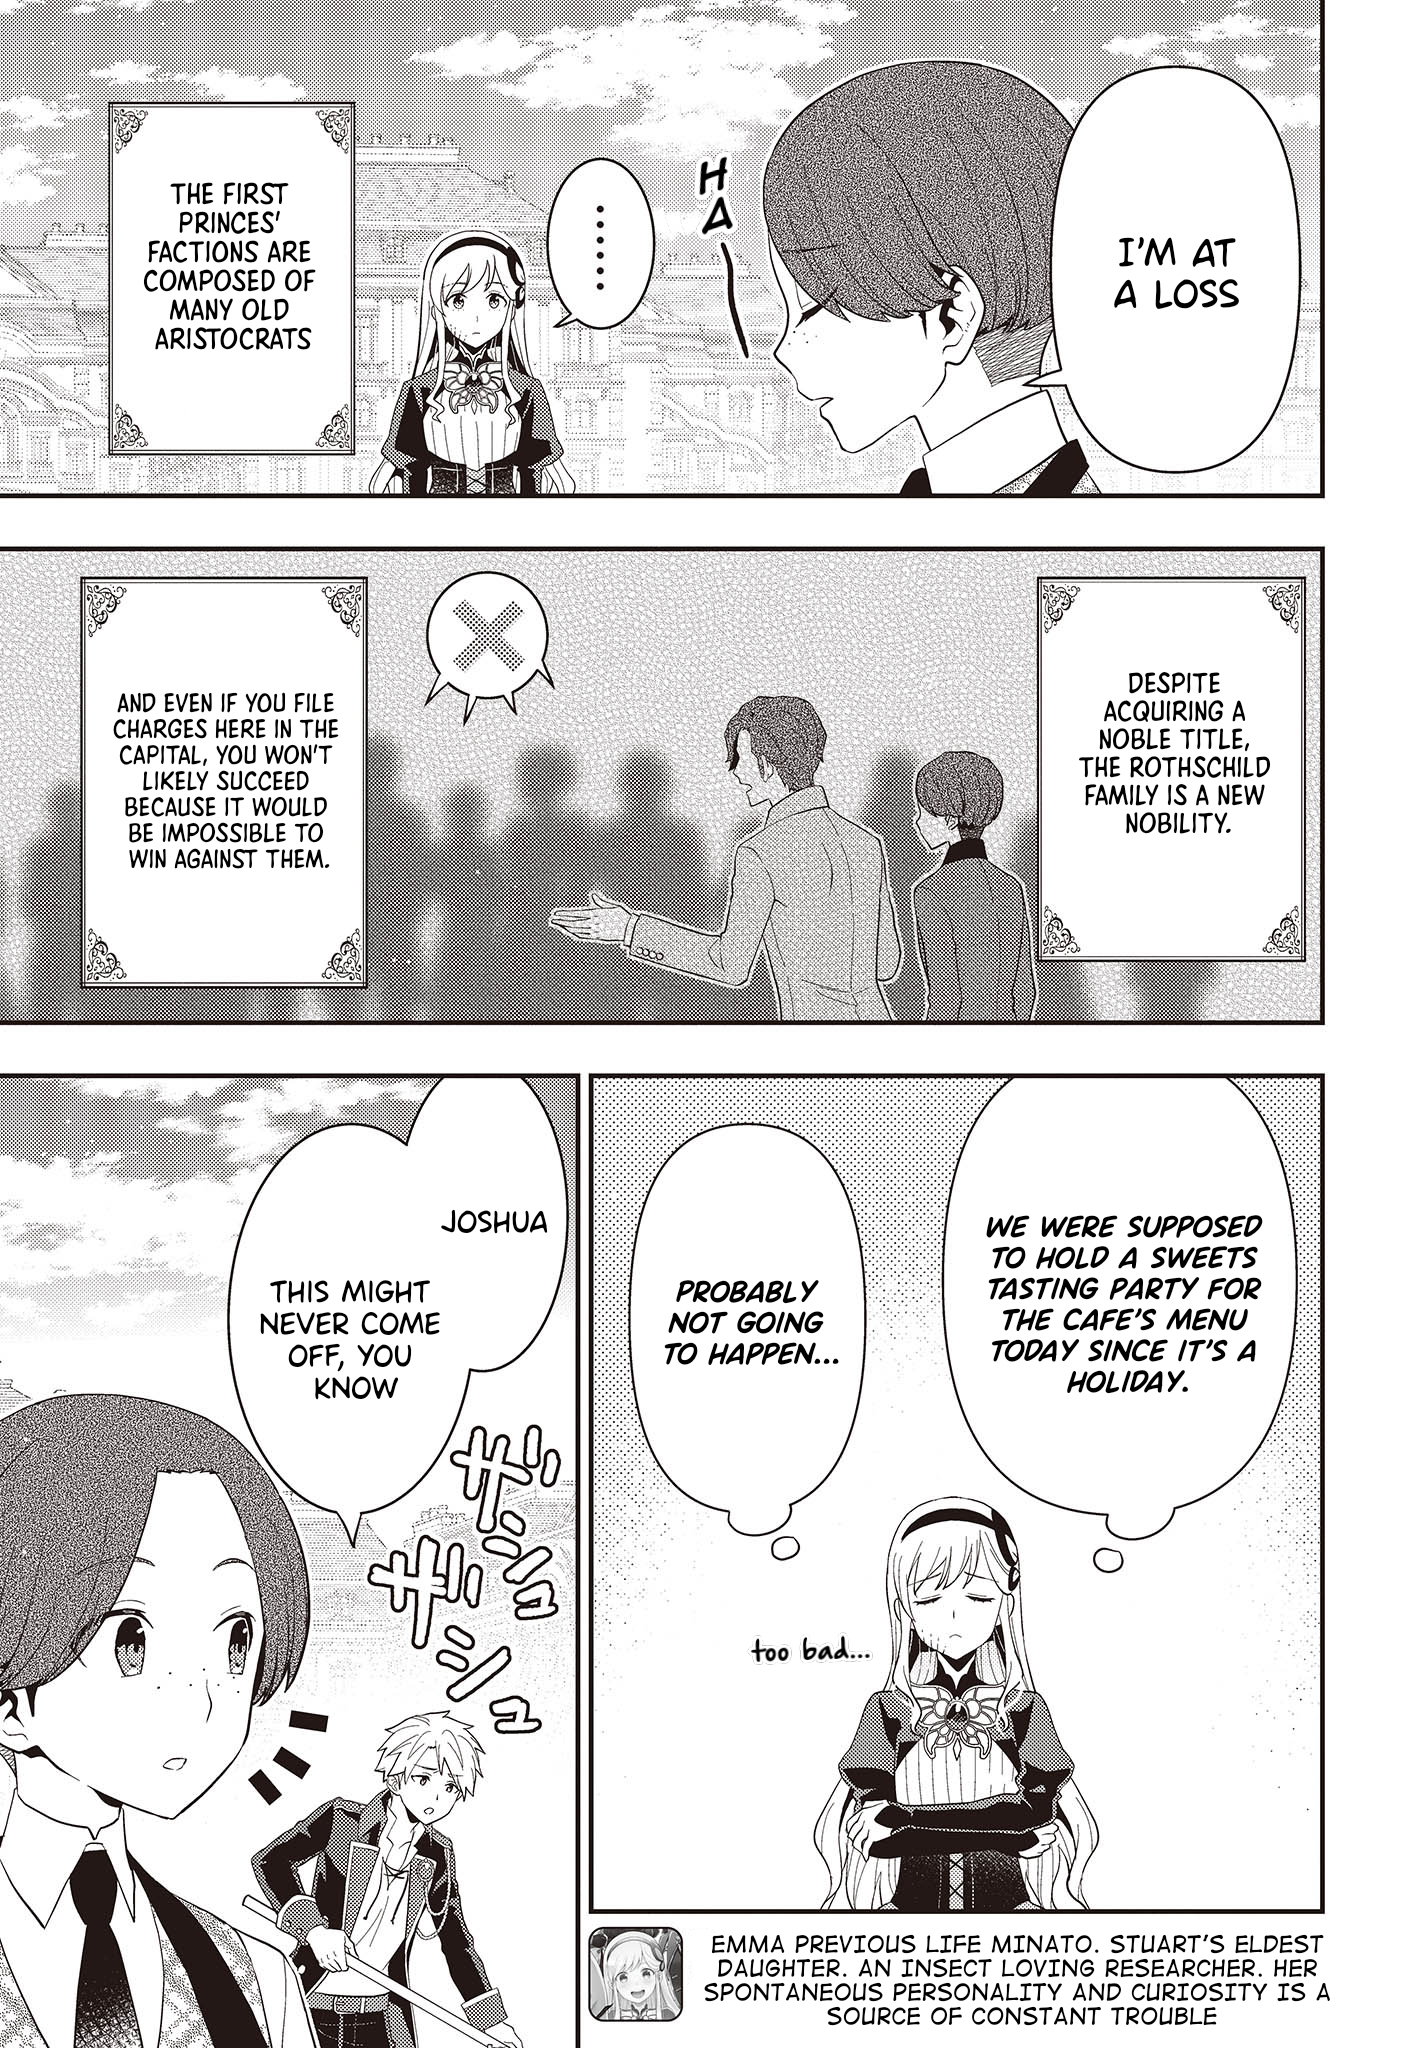 I'M AT
A LOSS
HA
......
THE FIRST
PRINCES'
FACTIONS ARE
COMPOSED OF
MANY OLD
ARISTOCRATS
DESPITE
ACQUIRING A
NOBLE TITLE,
THE ROTHSCHILD
FAMILY IS A NEW
NOBILITY.
AND EVEN IF YOU FILE
CHARGES HERE IN THE
CAPITAL, YOU WON'T
LIKELY SUCCEED
BECAUSE IT WOULD
BE IMPOSSIBLE TO
WIN AGAINST THEM.
WE WERE SUPPOSED
TO HOLD A SWEETS
TASTING PARTY FOR
THE CAFE'S MENU
TODAY SINCE IT'S A
HOLIDAY.
PROBABLY
NOT GOING
TO HAPPEN...
too bad...
JOSHUA
THIS MIGHT
NEVER COME
OFF, YOU
KNOW
ザシュ
ザシュ
EMMA PREVIOUS LIFE MINATO. STUART'S ELDEST
DAUGHTER. AN INSECT LOVING RESEARCHER. HER
SPONTANEOUS PERSONALITY AND CURIOSITY IS A
SOURCE OF CONSTANT TROUBLE